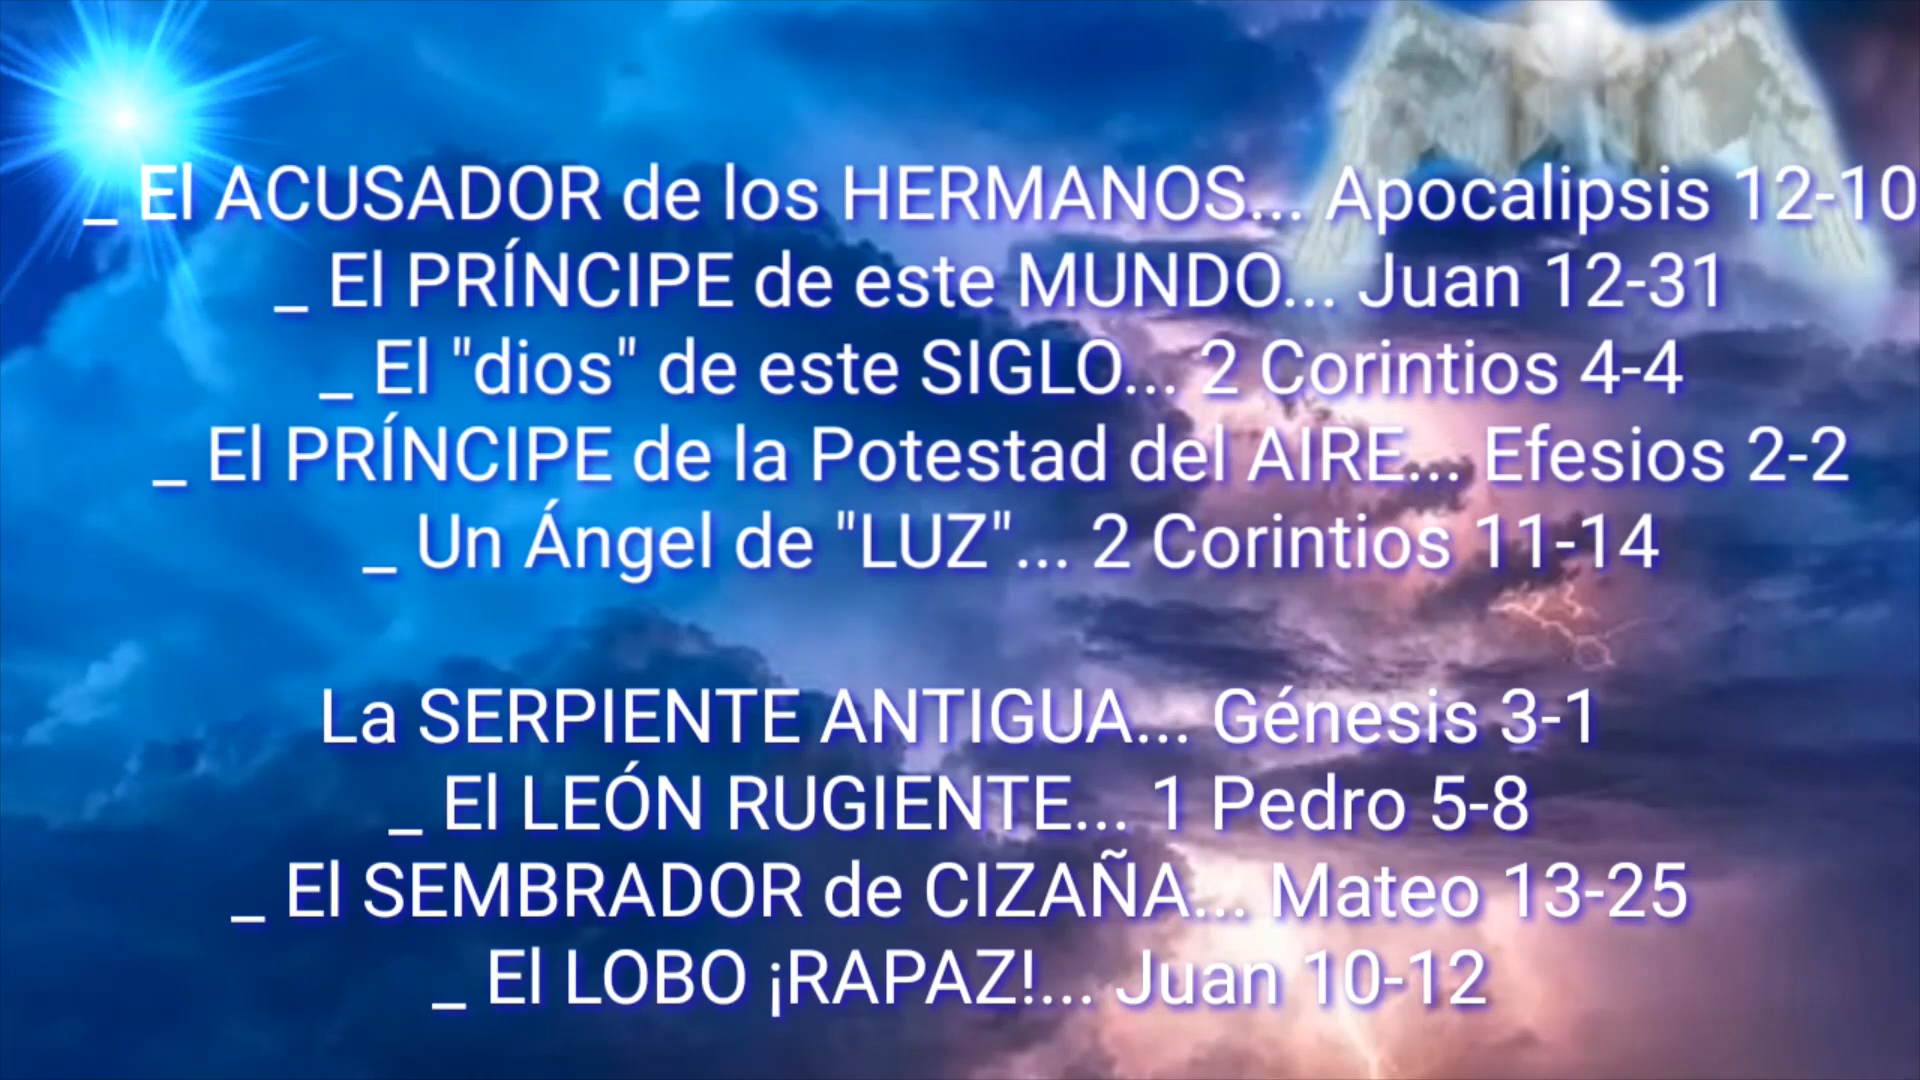 _ El ACUSADOR de los HERMANOS... Apocalipsis 12-10
_ El PRÍNCIPE de este MUNDO... Juan 12-31
_ El "dios" de este SIGLO... 2 Corintios 4-4
_ El PRÍNCIPE de la Potestad del AIRE... Efesios 2-2
_ Un Ángel de "LUZ"... 2 Corintios 11-14
La SERPIENTE ANTIGUA... Génesis 3-1
_ El LEÓN RUGIENTE... 1 Pedro 5-8
_ El SEMBRADOR de CIZAÑA... Mateo 13-25
_ El LOBO ¡RAPAZ!... Juan 10-12